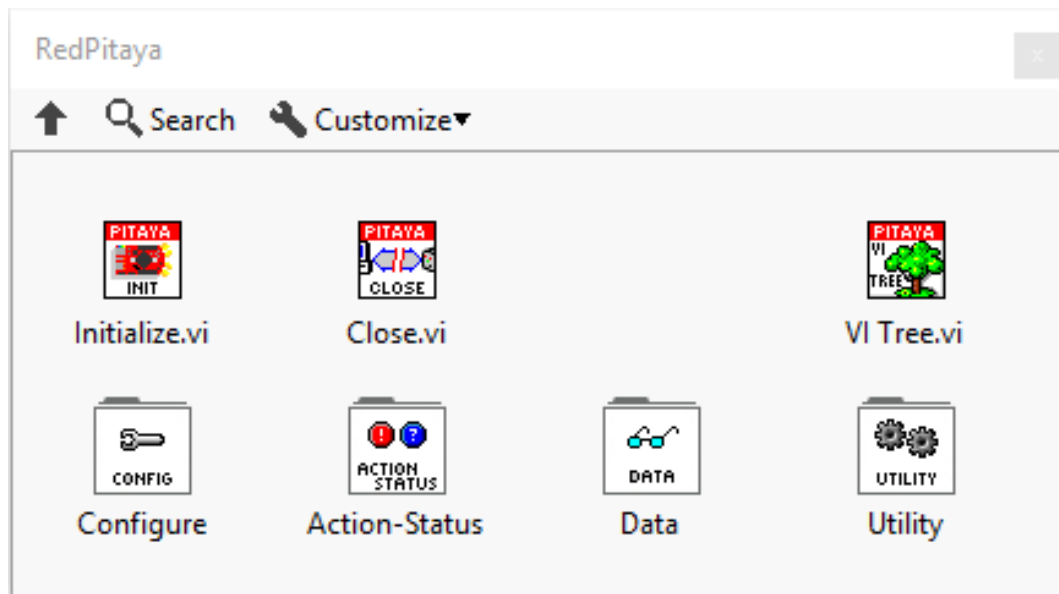 RedPitaya
x
Search Customize
PITAYA PITAYA PITAYA
INIT CLOSE VI TREE
Initialize.vi Close.vi VI Tree.vi
CONFIG ACTION STATUS DATA UTILITY
Configure Action-Status Data Utility